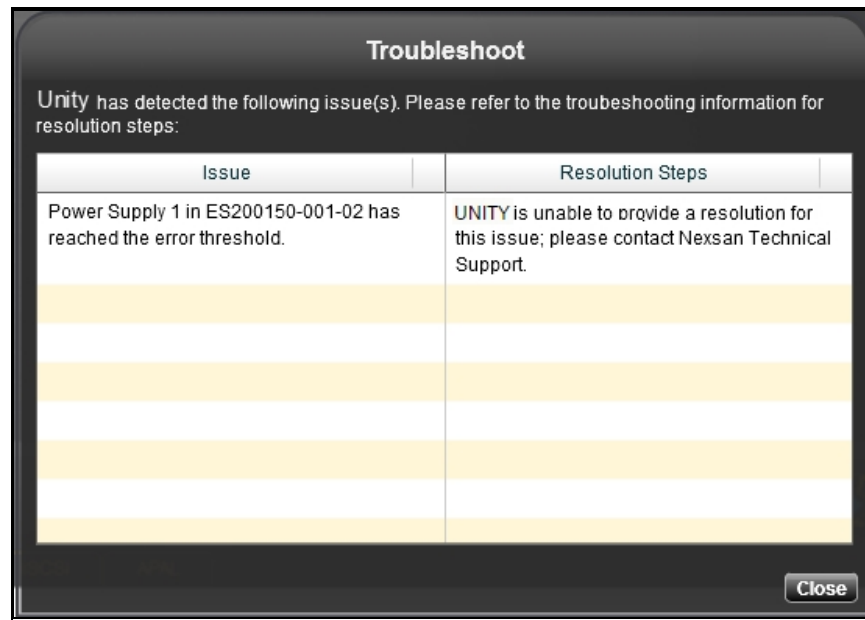 Troubleshoot
Unity has detected the following issue(s). Please refer to the troubeshooting information for
resolution steps:
Issue
Resolution Steps
Power Supply 1 in ES200150-001-02 has
reached the error threshold.
UNITY is unable to provide a resolution for
this issue; please contact Nexsan Technical
Support.
Close